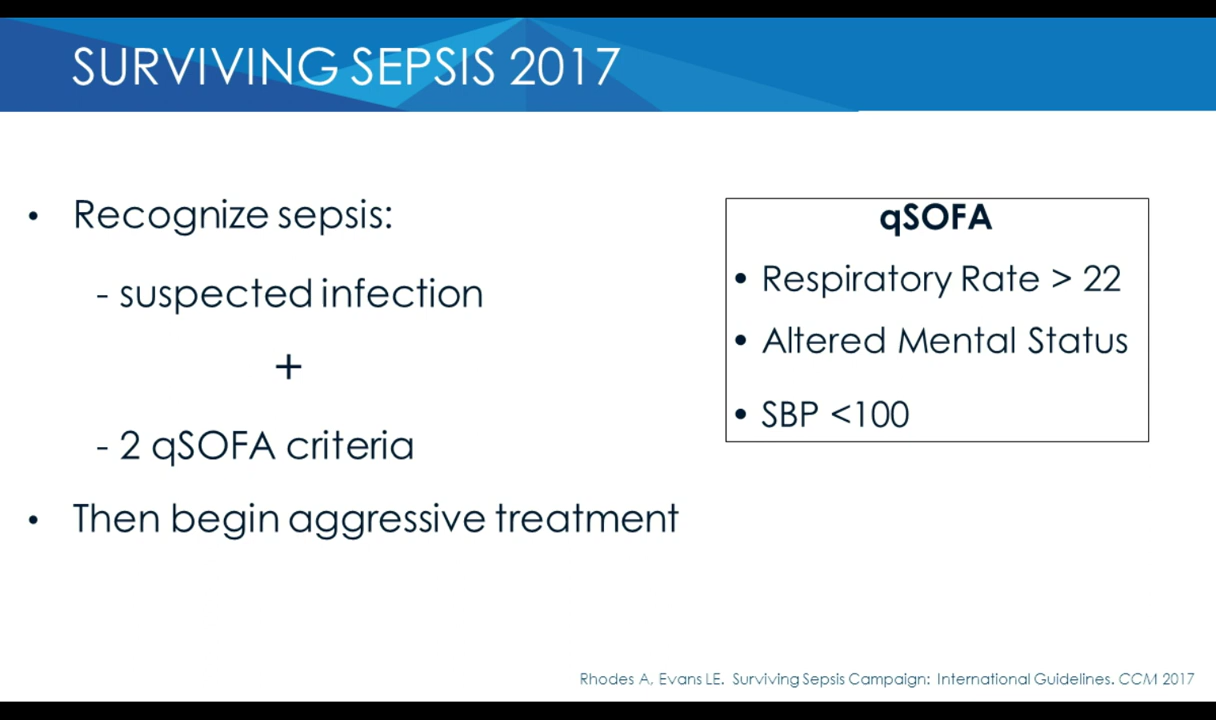 SURVIVING SEPSIS 2017
• Recognize sepsis:
- suspected infection
+
- 2 qSOFA criteria
• Then begin aggressive treatment
qSOFA
• Respiratory Rate > 22
• Altered Mental Status
• SBP <100
Rhodes A, Evans LE. Surviving Sepsis Campaign: International Guidelines. CCM 2017